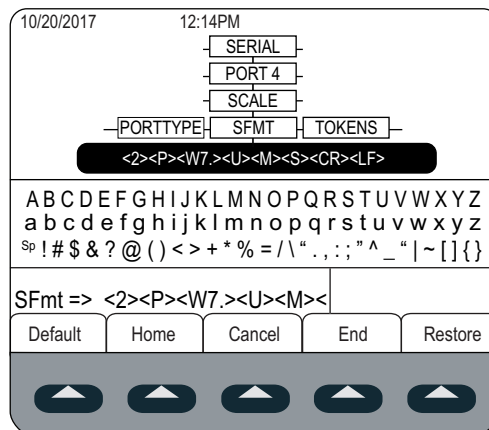 10/20/2017 12:14PM
SERIAL
PORT 4
SCALE
PORTTYPE SFMT TOKENS
<2><P><W7.><U><M><S><CR><LF>
A B C D E F G H I J K L M N O P Q R S T U V W X Y Z
a b c d e f g h i j k l m n o p q r s t u v w x y z
Sp ! # $ & ? @ ( ) < > + * % = / \ “ . , : ; ” ^ _ “ | ~ [ ] { }
SFmt => <2><P><W7.><U><M><
Default Home Cancel End Restore